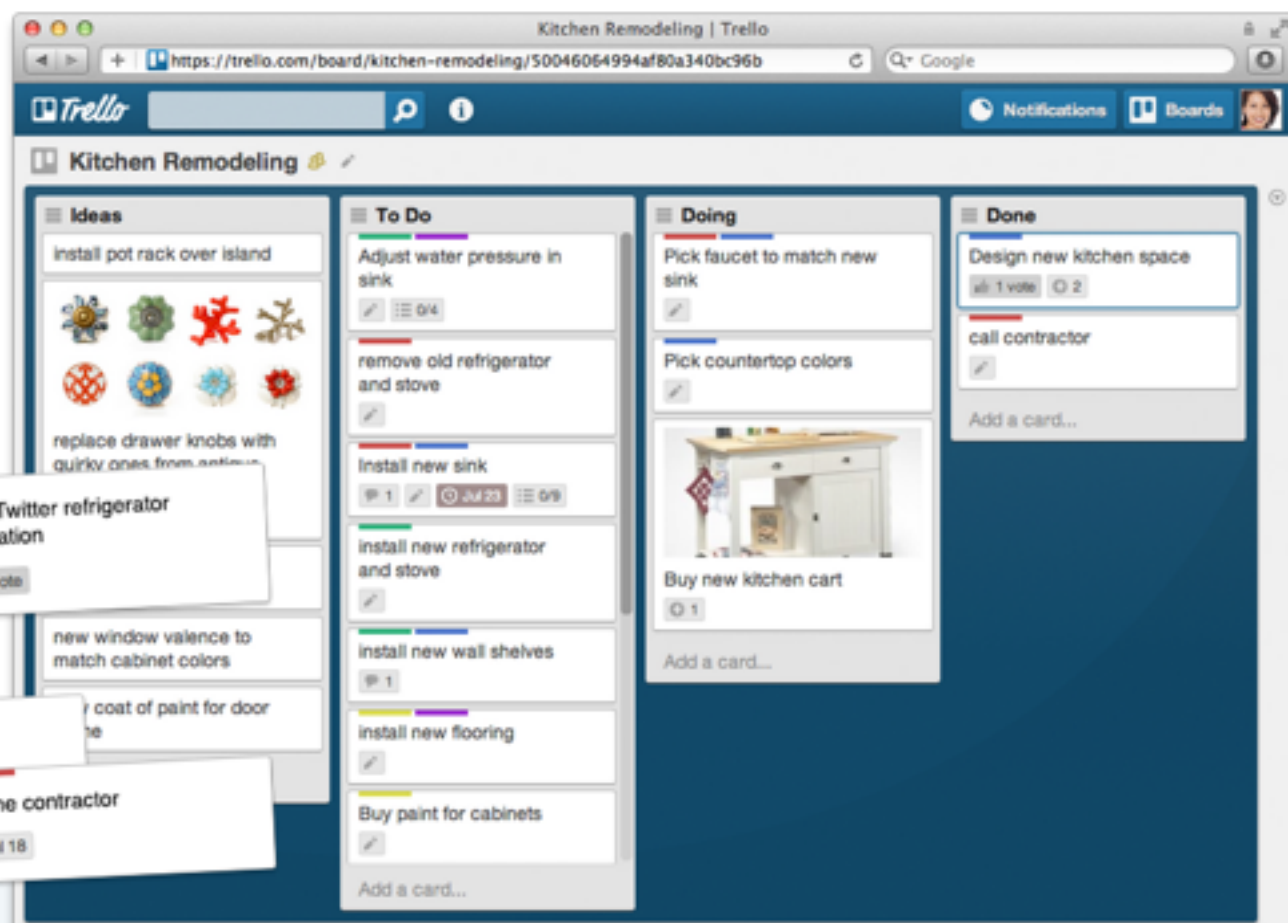 Kitchen Remodeling | Trello
https://trello.com/board/kitchen-remodeling/50046064994af80a340bc96b
Google
Trello
Notifications
Boards
Kitchen Remodeling
Ideas
install pot rack over island
replace drawer knobs with
quirky ones from antique
Twitter refrigerator
new window valence to
match cabinet colors
coat of paint for door
contractor
18
To Do
Adjust water pressure in
sink
0/4
remove old refrigerator
and stove
Install new sink
1 Jul 23 0/9
install new refrigerator
and stove
install new wall shelves
1
install new flooring
Buy paint for cabinets
Add a card...
Doing
Pick faucet to match new
sink
Pick countertop colors
Buy new kitchen cart
1
Add a card...
Done
Design new kitchen space
1 vote 2
call contractor
Add a card...